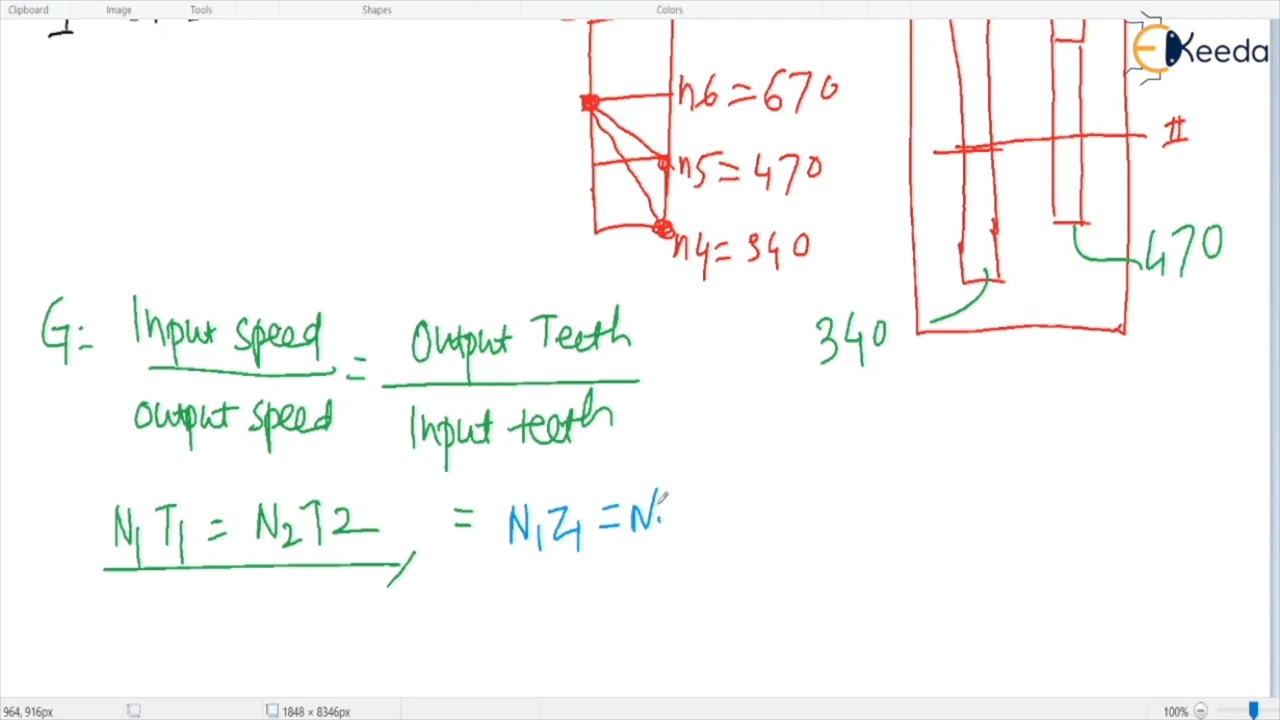 Clipboard Image Tools Shapes Colors
Keeda
n6 = 670
II
n5 = 470
n4 = 340
470
340
G = Input speed / output speed = Output Teeth / Input teeth
N1 T1 = N2 T2 = N1 Z1 = N
964, 916px 1848 × 8346px 100%